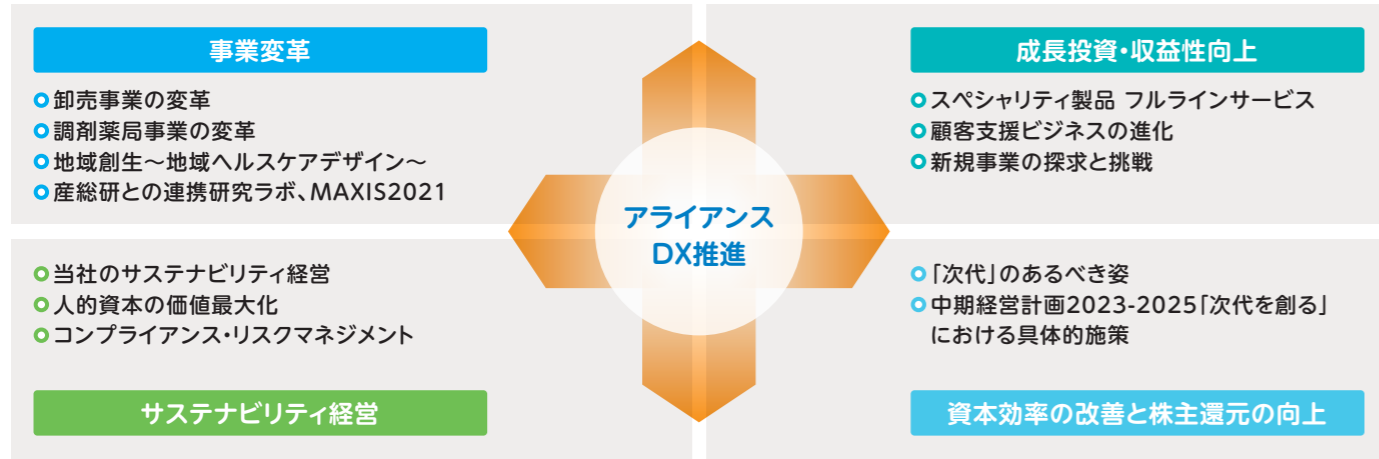 事業変革
卸売事業の変革
調剤薬局事業の変革
地域創生～地域ヘルスケアデザイン～
産総研との連携研究ラボ、MAXIS2021
成長投資・収益性向上
スペシャリティ製品 フルラインサービス
顧客支援ビジネスの進化
新規事業の探求と挑戦
アライアンス
DX推進
当社のサステナビリティ経営
人的資本の価値最大化
コンプライアンス・リスクマネジメント
サステナビリティ経営
「次代」のあるべき姿
中期経営計画2023-2025「次代を創る」
における具体的施策
資本効率の改善と株主還元の向上